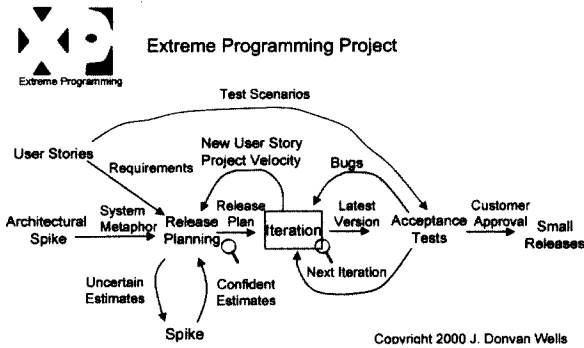 XP
Extreme Programming
Extreme Programming Project
Test Scenarios
User Stories
Requirements
New User Story
Project Velocity
Bugs
Architectural
Spike
System
Metaphor
Release
Planning
Release
Plan
Iteration
Latest
Version
Acceptance
Tests
Customer
Approval
Small
Releases
Uncertain
Estimates
Confident
Estimates
Next Iteration
Spike
Copyright 2000 J. Donvan Wells